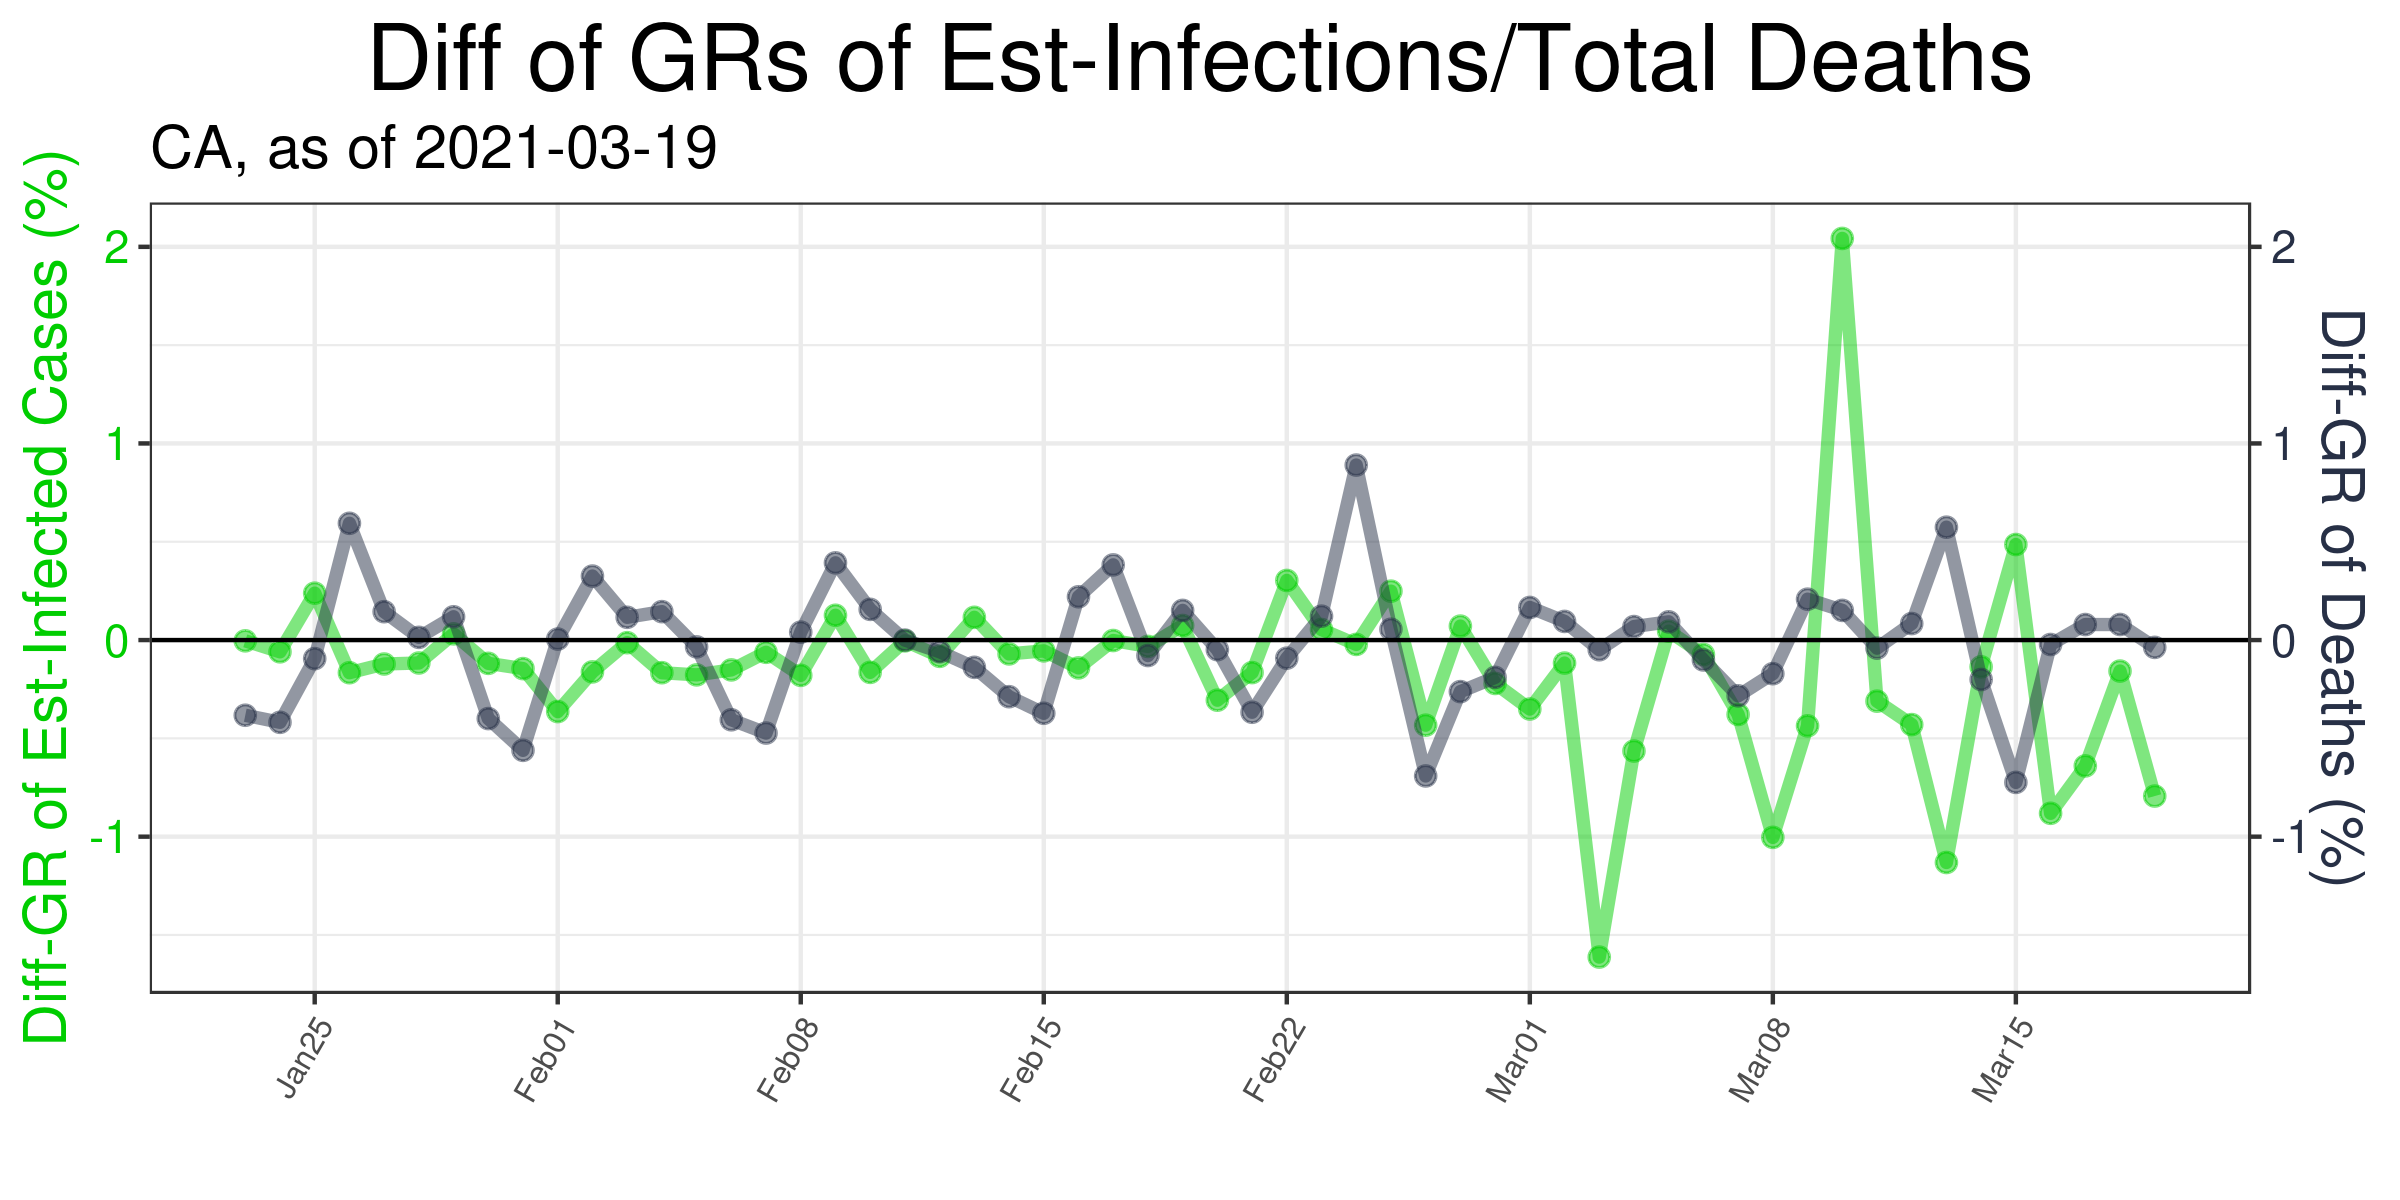 Diff of GRs of Est-Infections/Total Deaths
CA, as of 2021-03-19
Diff-GR of Est-Infected Cases (%)
2
1
0
-1
2
1
0
-1
Diff-GR of Deaths (%)
Jan25
Feb01
Feb08
Feb15
Feb22
Mar01
Mar08
Mar15